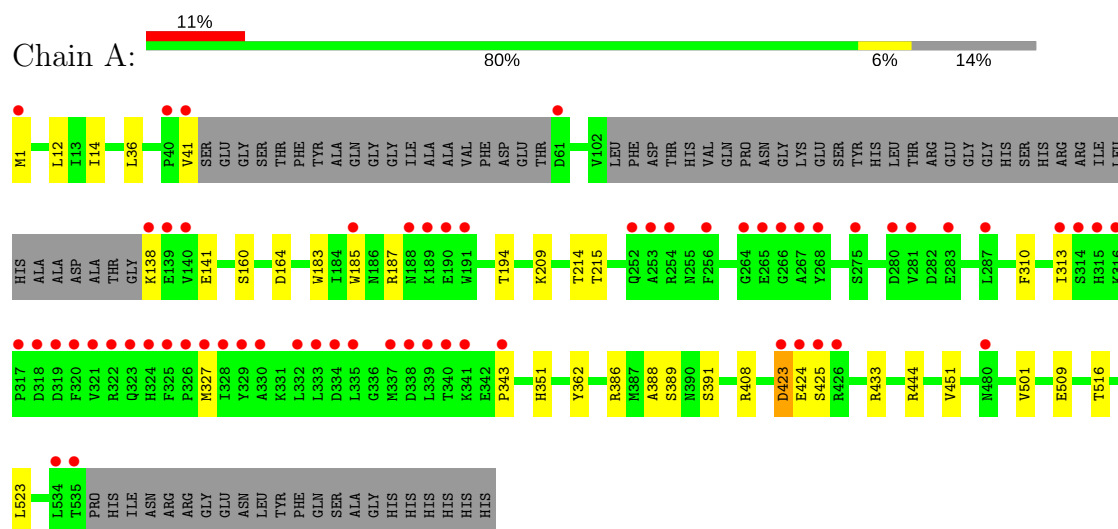 11%
Chain A:
80% 6% 14%
M1 L12 I13 I14 L36 P40 V41 SER GLU GLY SER THR PHE TYR ALA GLN GLY GLY ILE ALA ALA VAL PHE ASP GLU THR D61 V102 LEU PHE ASP THR HIS VAL GLN PRO ASN GLY LYS GLU SER TYR HIS LEU THR ARG GLU GLY GLY HIS SER HIS ARG ARG ILE LEU
HIS ALA ALA ASP ALA THR GLY K138 E139 V140 E141 S160 D164 W183 I184 W185 N186 R187 N188 K189 E190 W191 T194 K209 T214 T215 Q252 A253 R254 N255 F256 G264 E265 G266 A267 Y268 S275 D280 V281 D282 E283 L287 F310 I313 S314 H315 K316
P317 D318 D319 F320 V321 R322 Q323 H324 F325 P326 M327 I328 Y329 A330 K331 L332 L333 D334 L335 G336 M337 D338 L339 T340 K341 E342 P343 H351 Y362 R386 M387 A388 S389 N390 S391 R408 D423 E424 S425 R426 R433 R444 V451 N480 V501 E509 T516
L523 L534 T535 PRO HIS ILE ASN ARG ARG GLY GLU ASN LEU TYR PHE GLN SER ALA GLY HIS HIS HIS HIS HIS HIS